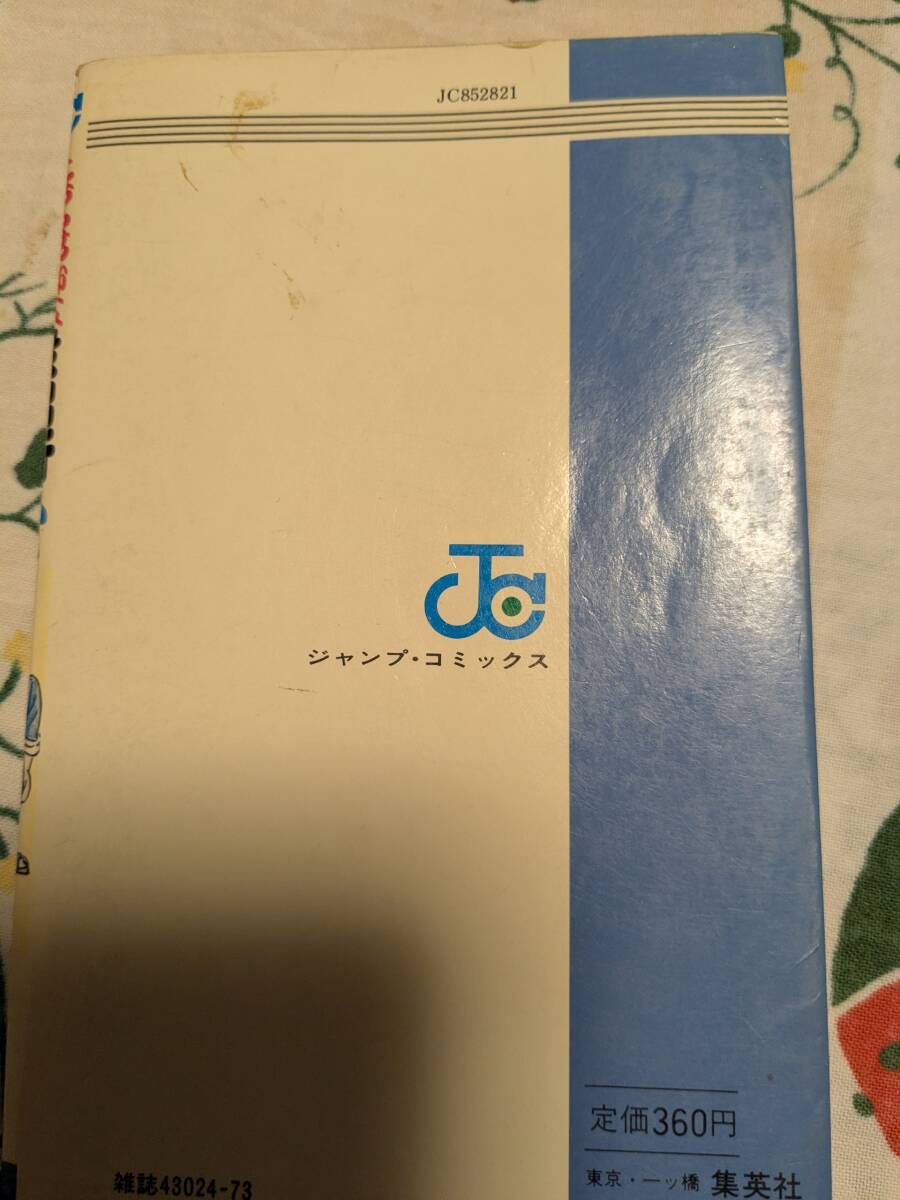 JC852821
JC
ジャンプ・コミックス
定価360円
東京・一ッ橋 集英社
雑誌43024-73